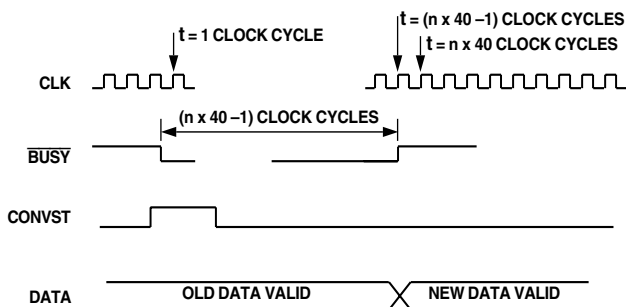 t = (n x 40 –1) CLOCK CYCLES
t = 1 CLOCK CYCLE
t = n x 40 CLOCK CYCLES
CLK
(n x 40 –1) CLOCK CYCLES
BUSY
CONVST
DATA OLD DATA VALID NEW DATA VALID